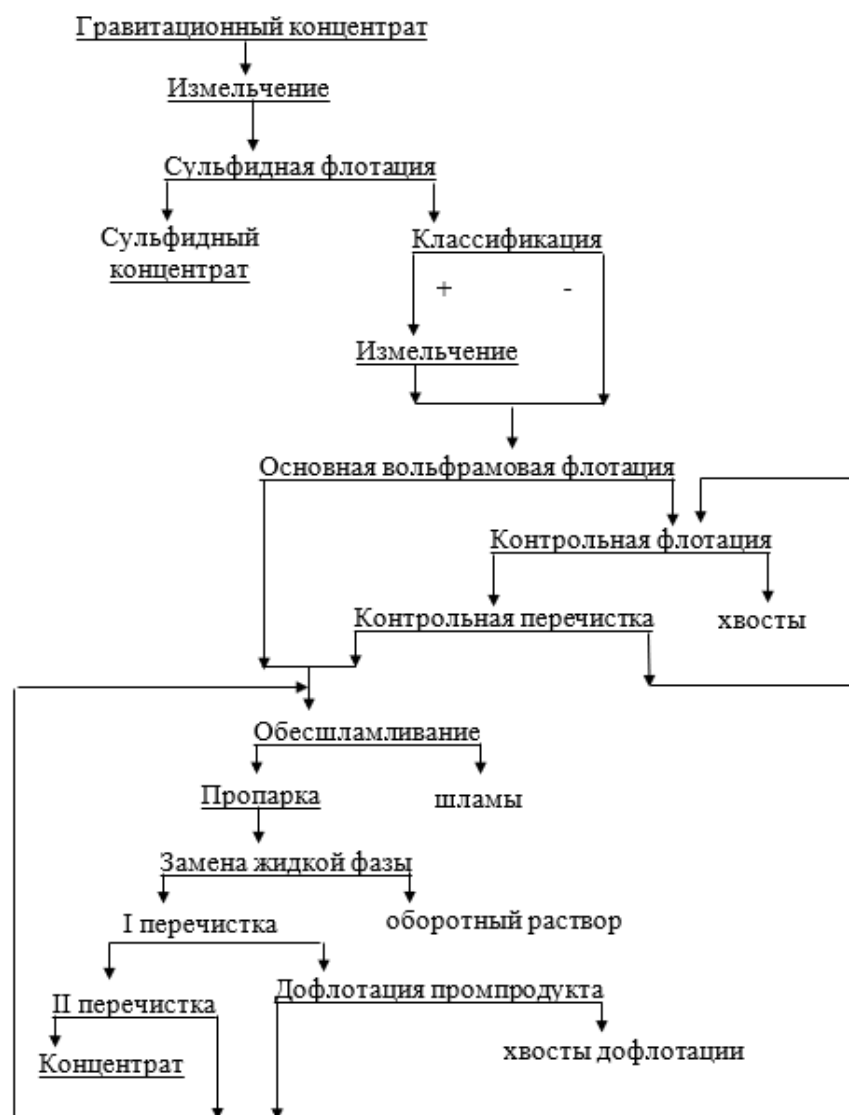 Гравитационный концентрат
Измельчение
Сульфидная флотация
Сульфидный
концентрат
Классификация
+ -
Измельчение
Основная вольфрамовая флотация
Контрольная флотация
Контрольная перечистка
хвосты
Обесшламливание
Пропарка
шламы
Замена жидкой фазы
I перечистка
оборотный раствор
II перечистка
Дофлотация промпродукта
Концентрат
хвосты дофлотации